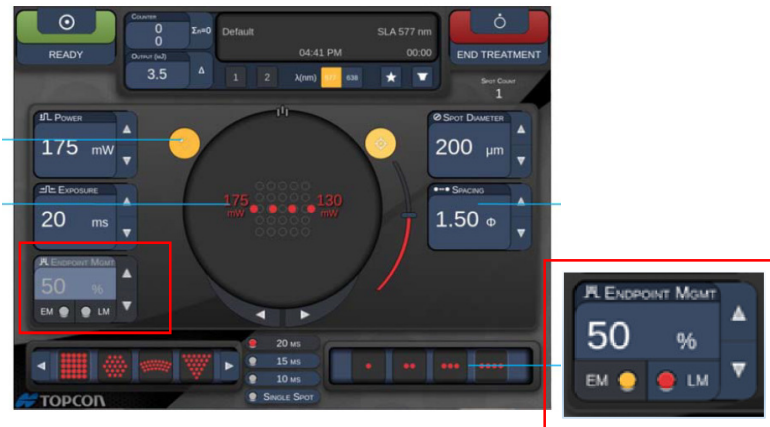 READY
COUNTER
0
0
Σn=0
OUTPUT (MJ)
3.5
Δ
Default
SLA 577 nm
04:41 PM
00:00
1
2
λ(nm)
577
638
END TREATMENT
SPOT COUNT
1
POWER
175 mW
EXPOSURE
20 ms
ENDPOINT MGMT
50 %
EM
LM
175
mW
130
mW
SPOT DIAMETER
200 μm
SPACING
1.50 Φ
20 MS
15 MS
10 MS
SINGLE SPOT
TOPCON
ENDPOINT MGMT
50 %
EM
LM